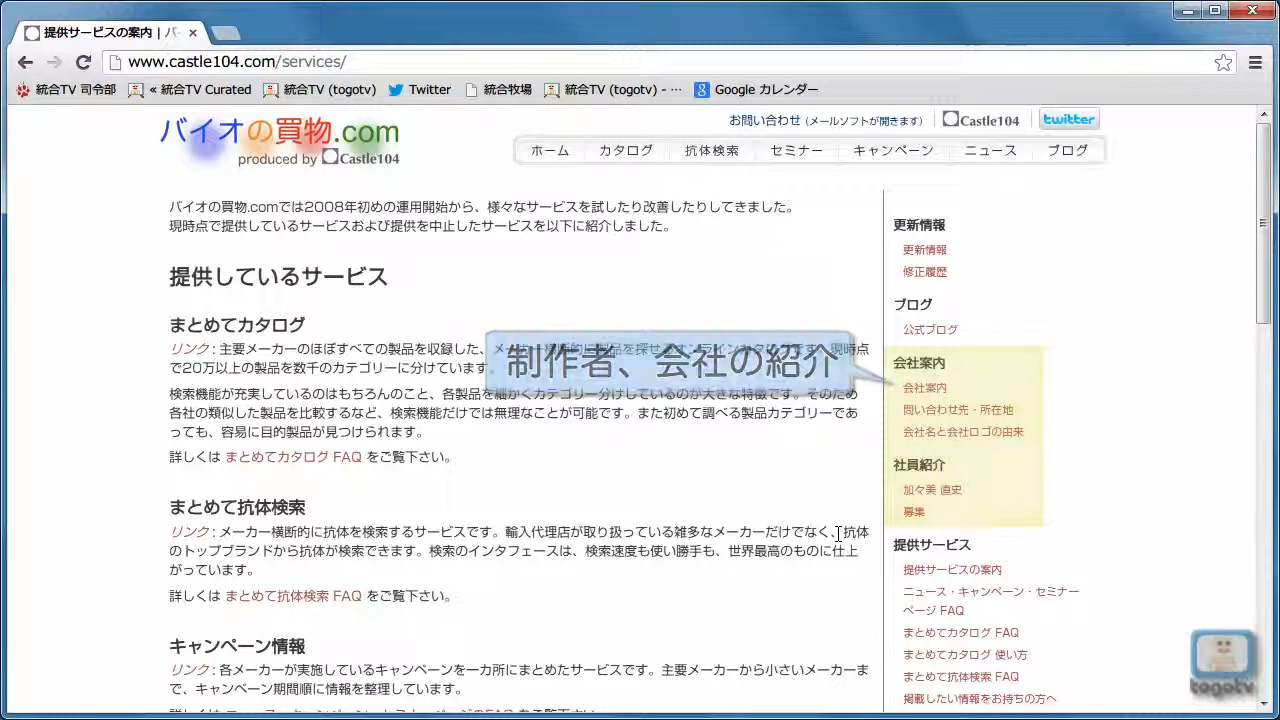 提供サービスの案内 | バ
www.castle104.com/services/
統合TV 司令部 « 統合TV Curated 統合TV (togotv) Twitter 統合牧場 統合TV (togotv) - … Google カレンダー
バイオの買物.com
produced by Castle104
お問い合わせ (メールソフトが開きます) Castle104 twitter
ホーム カタログ 抗体検索 セミナー キャンペーン ニュース ブログ
バイオの買物.comでは2008年初めの運用開始から、様々なサービスを試したり改善したりしてきました。
現時点で提供しているサービスおよび提供を中止したサービスを以下に紹介しました。
提供しているサービス
まとめてカタログ
リンク : 主要メーカーのほぼすべての製品を収録した、メーカー横断的に製品を探せるオンラインカタログです。現時点
で20万以上の製品を数千のカテゴリーに分けています。
検索機能が充実しているのはもちろんのこと、各製品を細かくカテゴリー分けしているのが大きな特徴です。そのため
各社の類似した製品を比較するなど、検索機能だけでは無理なことが可能です。また初めて調べる製品カテゴリーであ
っても、容易に目的製品が見つけられます。
詳しくは まとめてカタログ FAQ をご覧下さい。
まとめて抗体検索
リンク : メーカー横断的に抗体を検索するサービスです。輸入代理店が取り扱っている雑多なメーカーだけでなく、抗体
のトップブランドから抗体が検索できます。検索のインタフェースは、検索速度も使い勝手も、世界最高のものに仕上
がっています。
詳しくは まとめて抗体検索 FAQ をご覧下さい。
キャンペーン情報
リンク : 各メーカーが実施しているキャンペーンを一カ所にまとめたサービスです。主要メーカーから小さいメーカーま
で、キャンペーン期間順に情報を整理しています。
制作者、会社の紹介
更新情報
更新情報
修正履歴
ブログ
公式ブログ
会社案内
会社案内
問い合わせ先・所在地
会社名と会社ロゴの由来
社員紹介
加々美 直史
募集
提供サービス
提供サービスの案内
ニュース・キャンペーン・セミナー
ページ FAQ
まとめてカタログ FAQ
まとめてカタログ 使い方
まとめて抗体検索 FAQ
掲載したい情報をお持ちの方へ
togotv